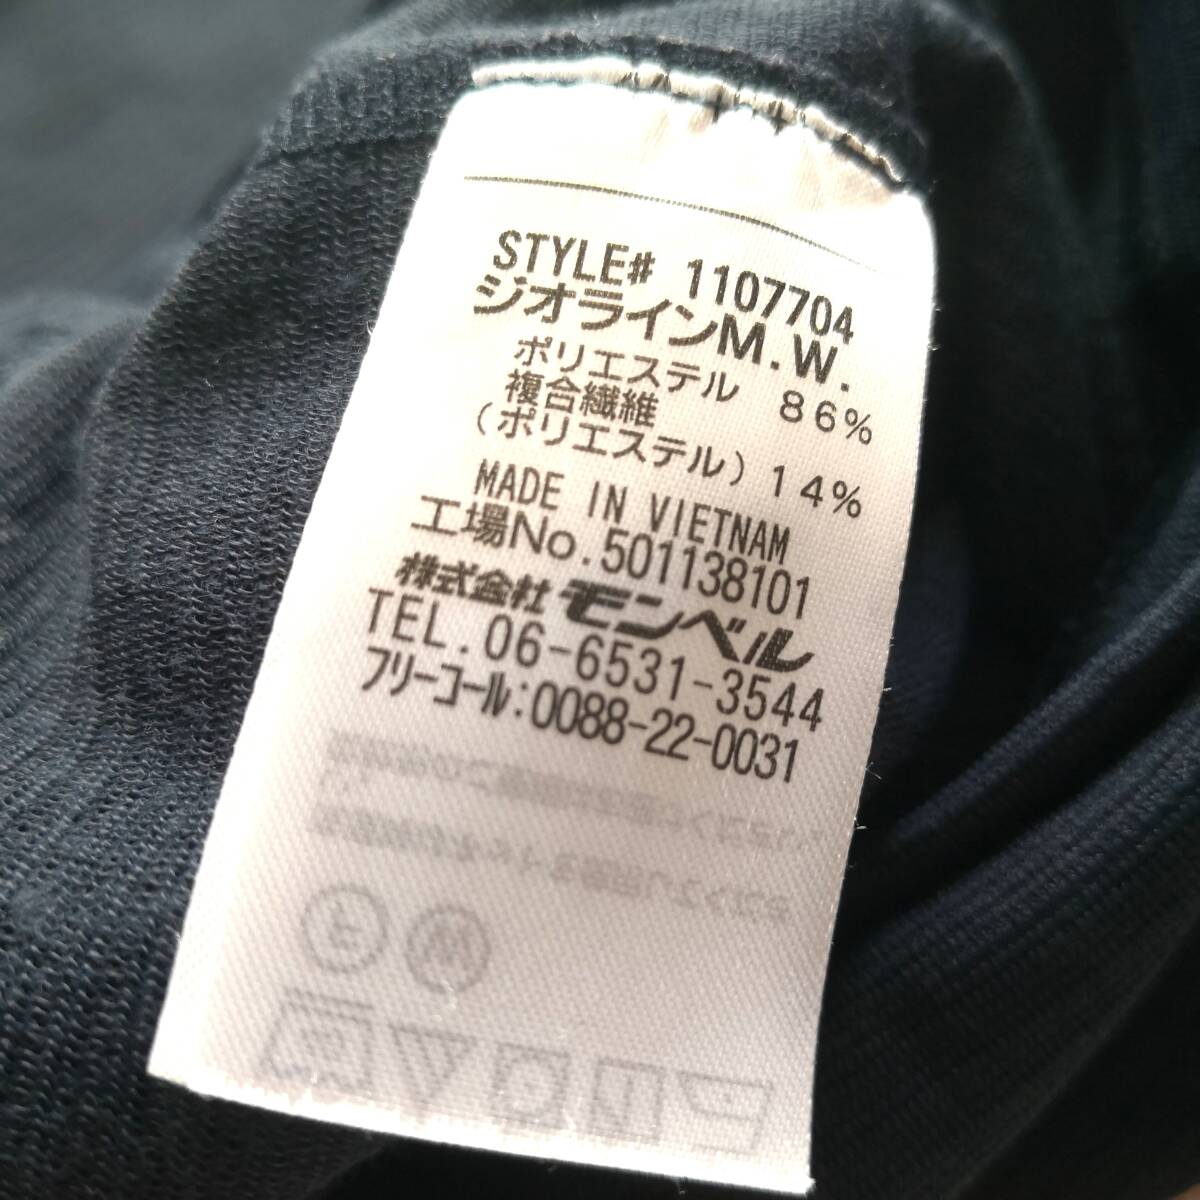 STYLE# 1107704
ジオラインM.W.
ポリエステル 86%
複合繊維
(ポリエステル) 14%
MADE IN VIETNAM
工場No.501138101
株式会社 モンベル
TEL.06-6531-3544
フリーコール:0088-22-0031